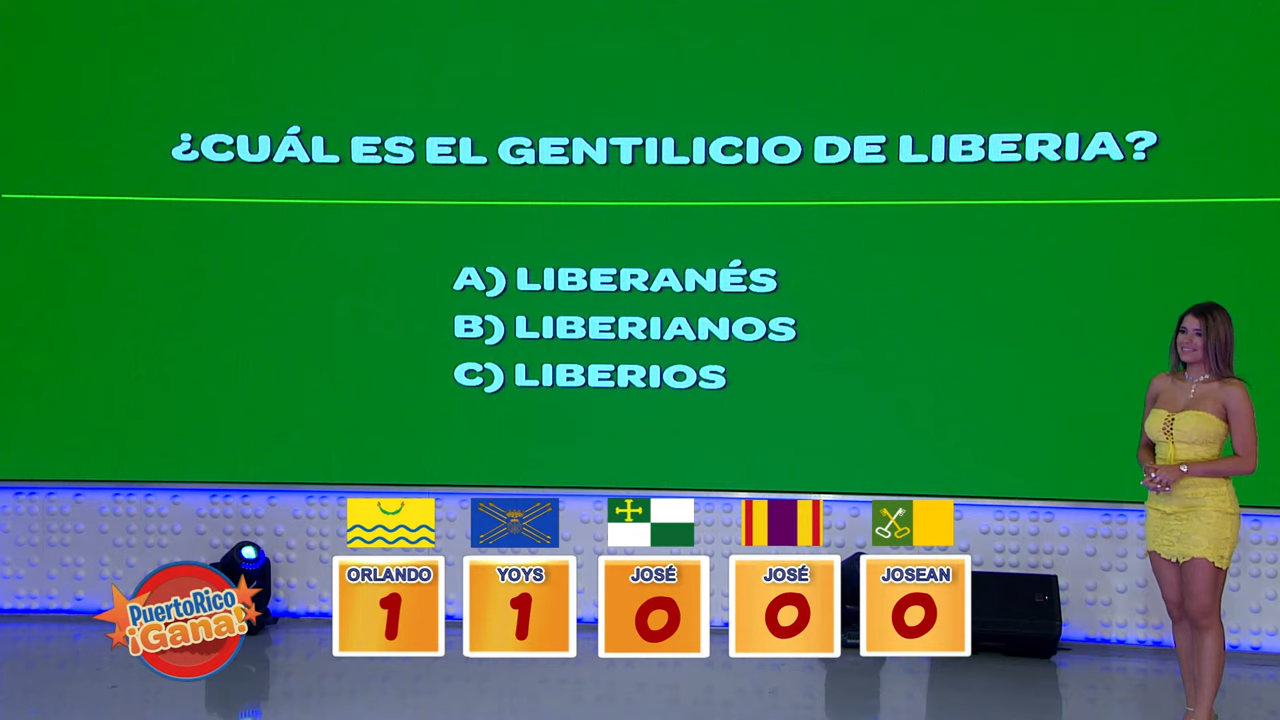 ¿CUÁL ES EL GENTILICIO DE LIBERIA?
A) LIBERANÉS
B) LIBERIANOS
C) LIBERIOS
ORLANDO
1
YOYS
1
JOSÉ
0
JOSÉ
0
JOSEAN
0
PuertoRico
¡Gana!